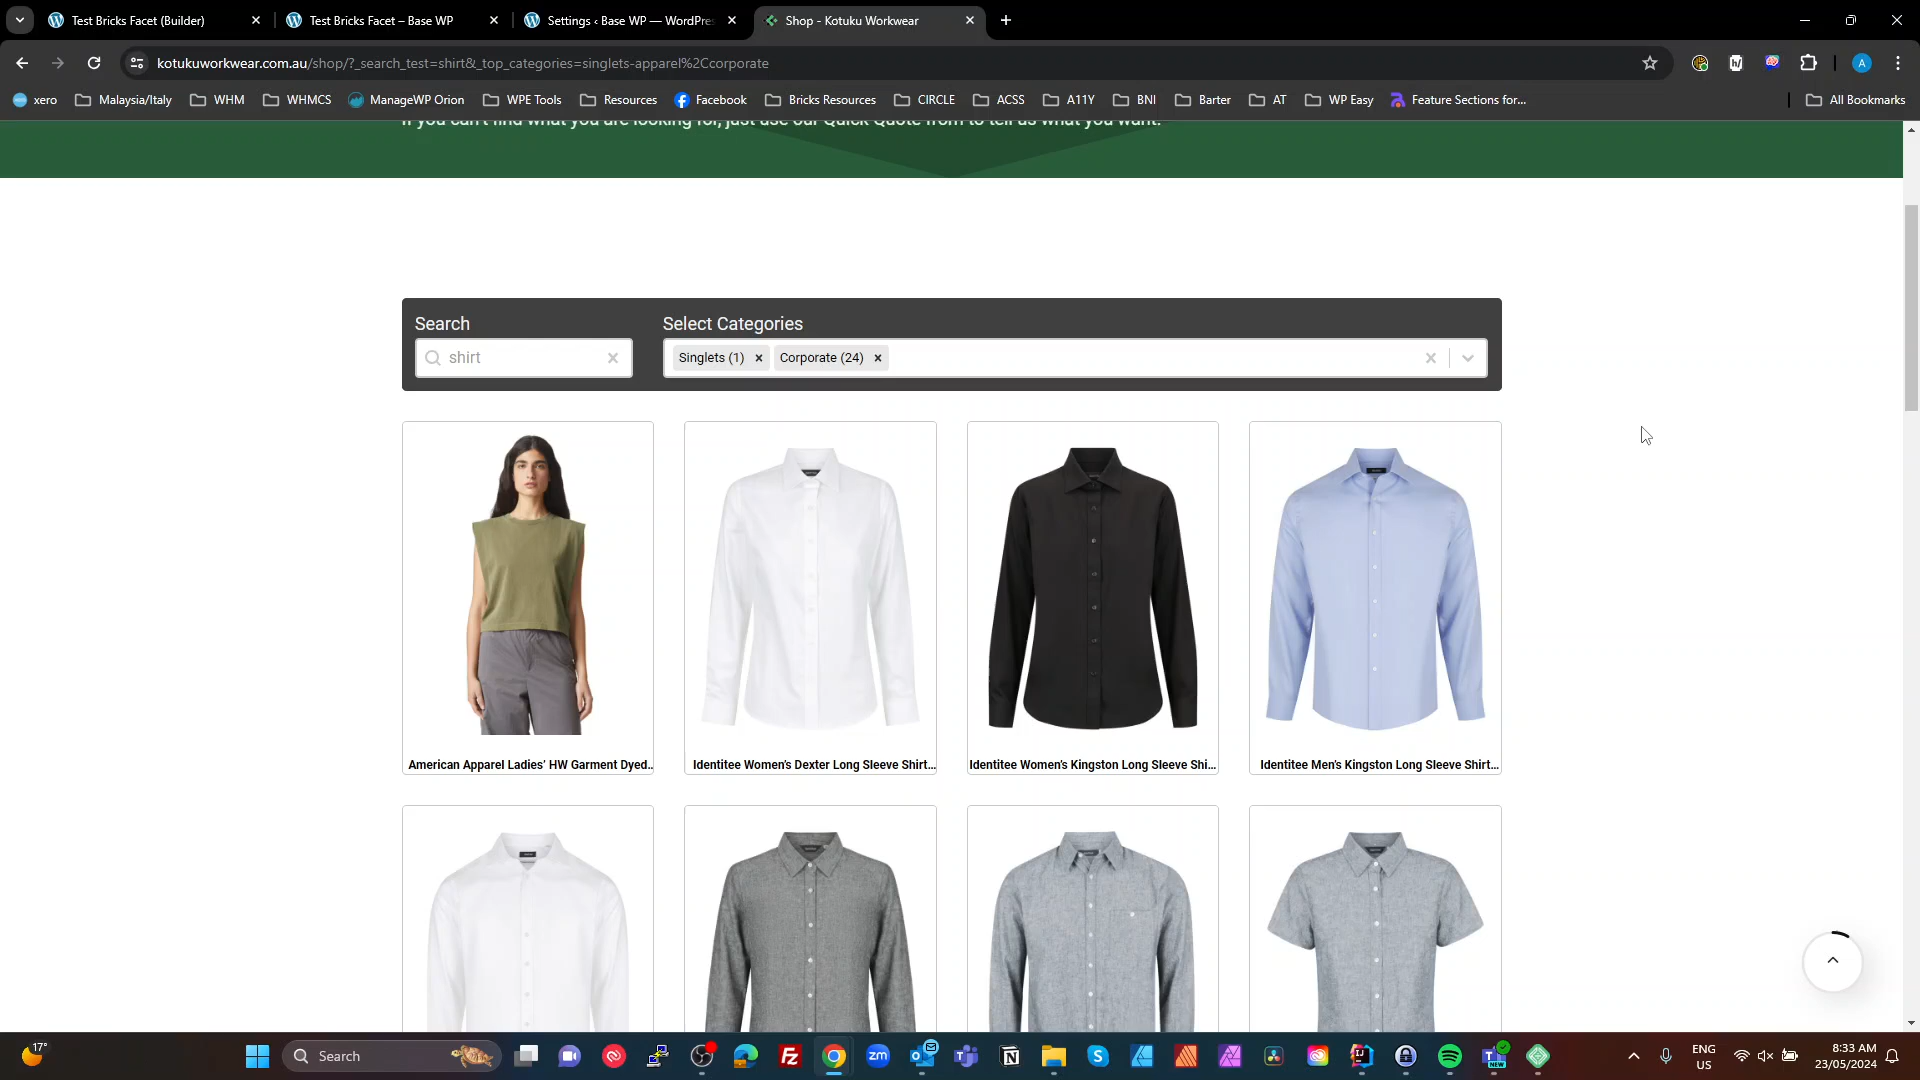 Test Bricks Facet (Builder)
Test Bricks Facet – Base WP
Settings ‹ Base WP — WordPre
Shop - Kotuku Workwear
kotukuworkwear.com.au/shop/?_search_test=shirt&_top_categories=singlets-apparel%2Ccorporate
A
xero
Malaysia/Italy
WHM
WHMCS
ManageWP Orion
WPE Tools
Resources
Facebook
Bricks Resources
CIRCLE
ACSS
A11Y
BNI
Barter
AT
WP Easy
Feature Sections for...
All Bookmarks
If you can't find what you are looking for, just use our Quick Quote from to tell us what you want.
Search
Select Categories
shirt
Singlets (1)
Corporate (24)
American Apparel Ladies' HW Garment Dyed..
Identitee Women's Dexter Long Sleeve Shirt...
Identitee Women's Kingston Long Sleeve Shi...
Identitee Men's Kingston Long Sleeve Shirt...
17°
Search
zm
NEW
ENG
US
8:33 AM
23/05/2024